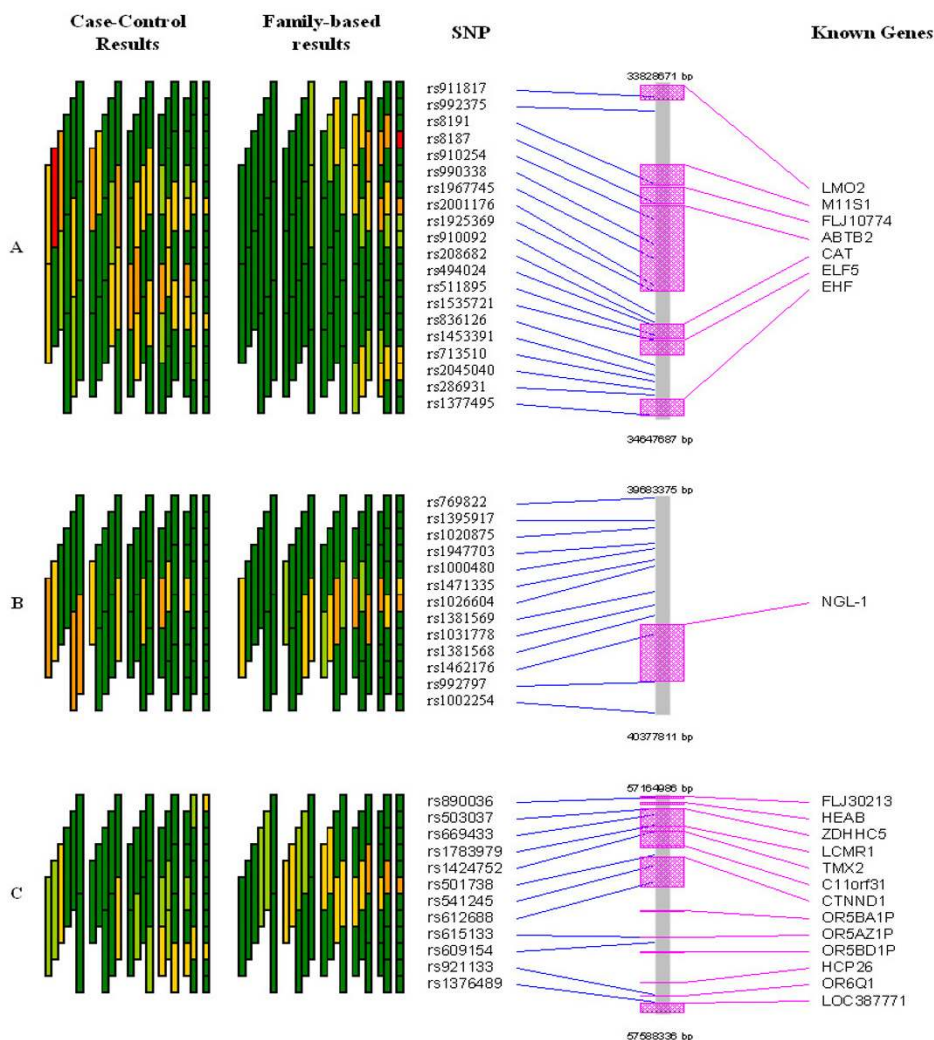 Case-Control Results
Family-based results
SNP
Known Genes
A
rs911817
rs992375
rs8191
rs8187
rs910254
rs990338
rs1967745
rs2001176
rs1925369
rs910092
rs208682
rs494024
rs511895
rs1535721
rs836126
rs1453391
rs713510
rs2045040
rs286931
rs1377495
33828671 bp
34647687 bp
LMO2
M11S1
FLJ10774
ABTB2
CAT
ELF5
EHF
B
rs769822
rs1395917
rs1020875
rs1947703
rs1000480
rs1471335
rs1026604
rs1381569
rs1031778
rs1381568
rs1462176
rs992797
rs1002254
39683375 bp
40377811 bp
NGL-1
C
rs890036
rs503037
rs669433
rs1783979
rs1424752
rs501738
rs541245
rs612688
rs615133
rs609154
rs921133
rs1376489
57164986 bp
57588336 bp
FLJ30213
HEAB
ZDHHC5
LCMR1
TMX2
C11orf31
CTNND1
OR5BA1P
OR5AZ1P
OR5BD1P
HCP26
OR6Q1
LOC387771